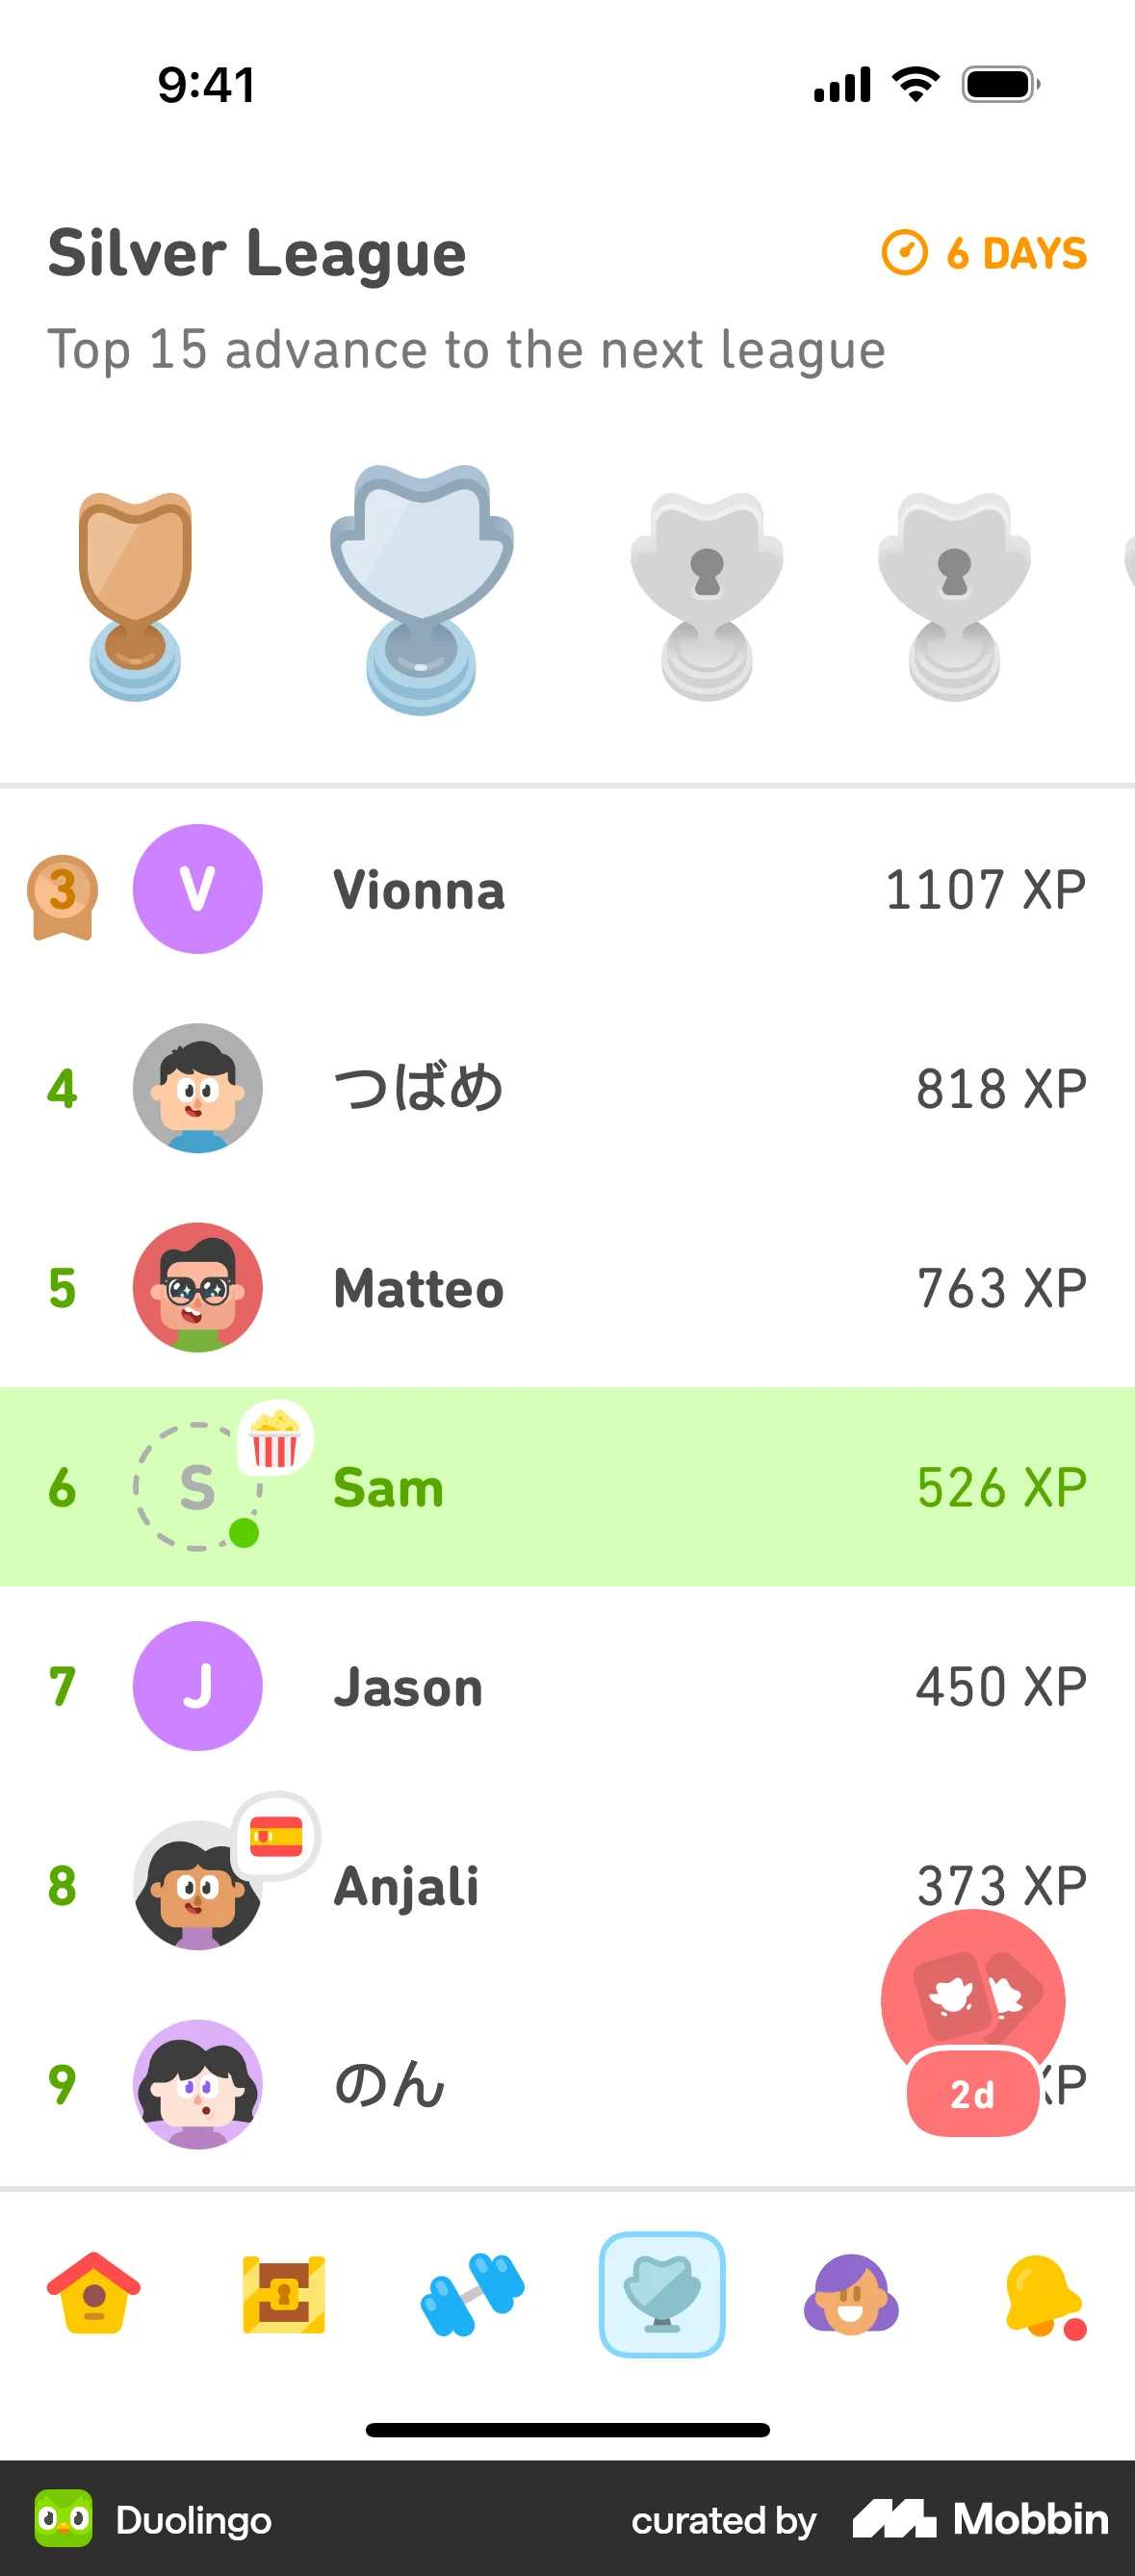 9:41
Silver League
6 DAYS
Top 15 advance to the next league
3 V Vionna 1107 XP
4 つばめ 818 XP
5 Matteo 763 XP
6 S Sam 526 XP
7 J Jason 450 XP
8 Anjali 373 XP
9 のん XP
2d
Duolingo curated by Mobbin